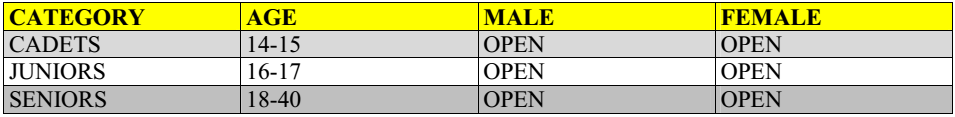 CATEGORY AGE MALE FEMALE
CADETS 14-15 OPEN OPEN
JUNIORS 16-17 OPEN OPEN
SENIORS 18-40 OPEN OPEN